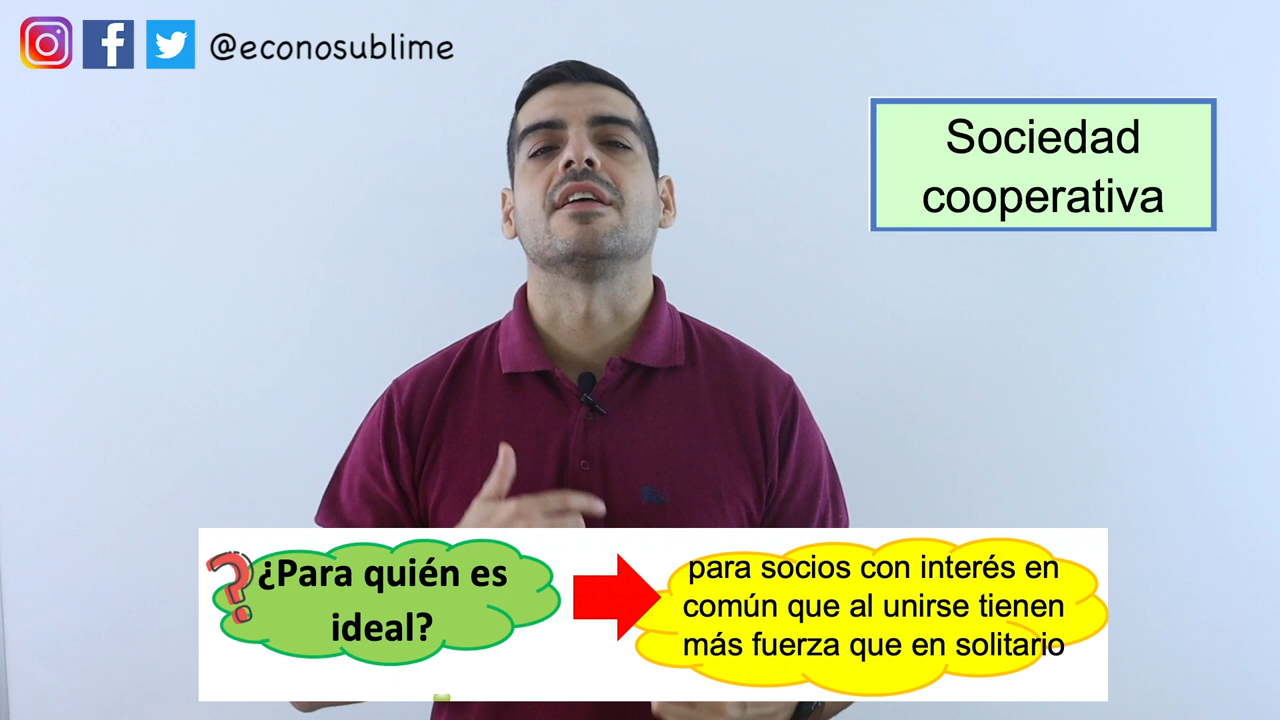 @econosublime
Sociedad
cooperativa
¿Para quién es
ideal?
para socios con interés en
común que al unirse tienen
más fuerza que en solitario